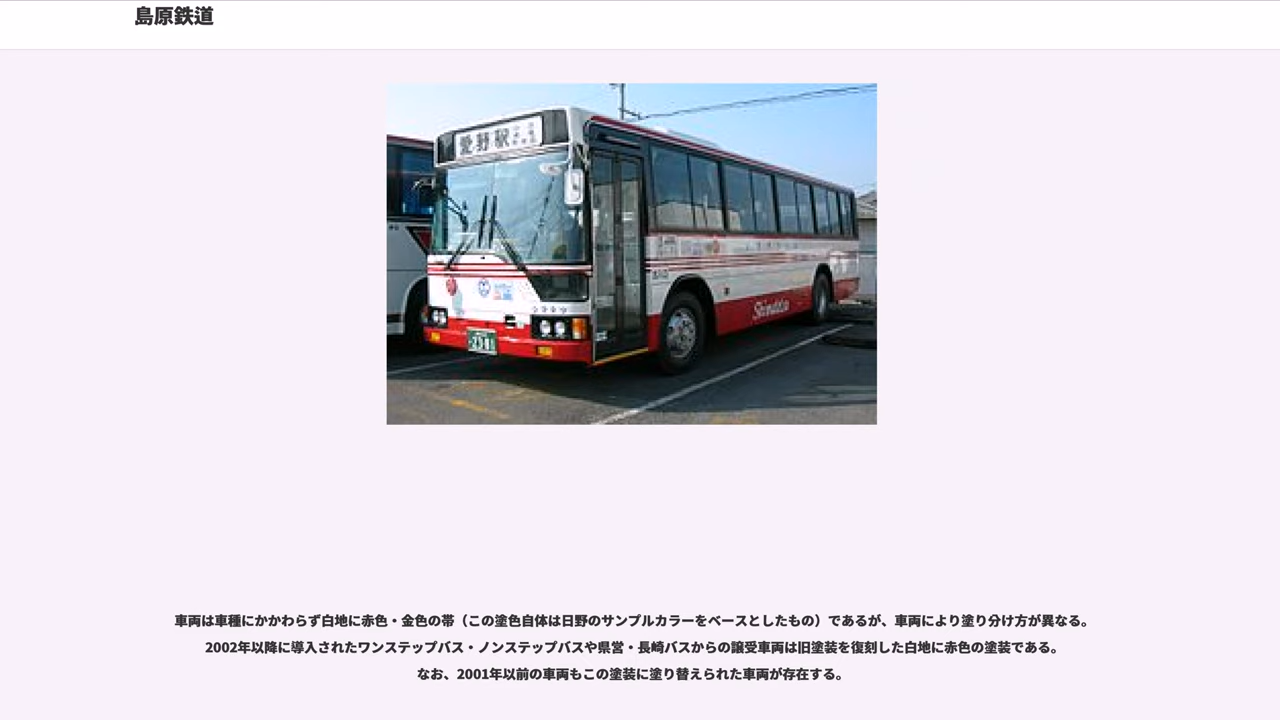 島原鉄道
愛野駅
Shimatetsu
2381
車両は車種にかかわらず白地に赤色・金色の帯（この塗色自体は日野のサンプルカラーをベースとしたもの）であるが、車両により塗り分け方が異なる。
2002年以降に導入されたワンステップバス・ノンステップバスや県営・長崎バスからの譲受車両は旧塗装を復刻した白地に赤色の塗装である。
なお、2001年以前の車両もこの塗装に塗り替えられた車両が存在する。